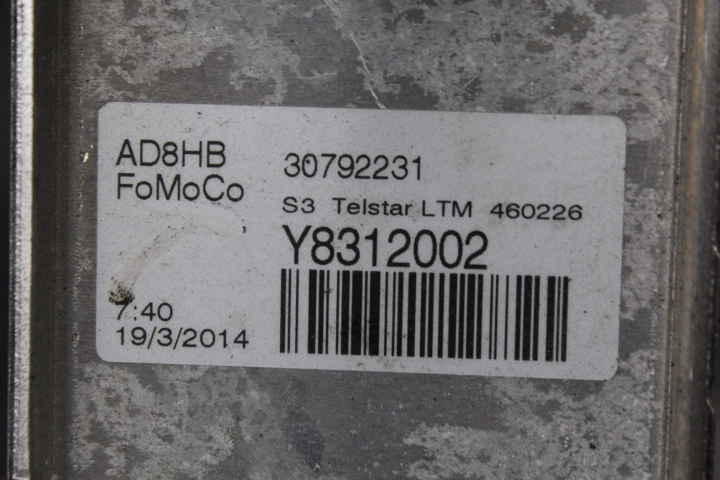 AD8HB
FoMoCo
30792231
S3 Telstar LTM 460226
Y8312002
7:40
19/3/2014